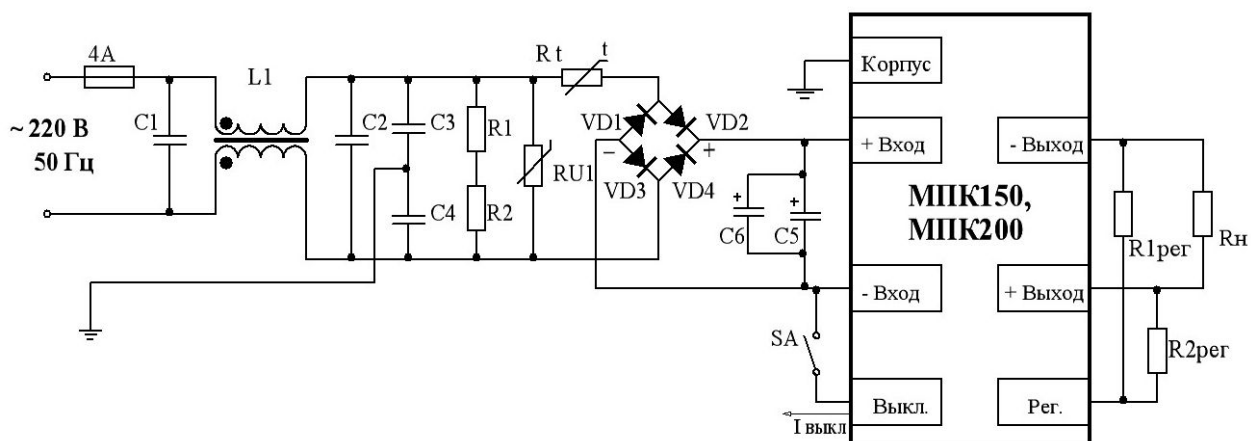 4A
L1
~ 220 В
50 Гц
C1
C2
C3
C4
R1
R2
RU1
R t
t
VD1
VD2
VD3
VD4
−
+
+
C6
+
C5
SA
I выкл
Корпус
+ Вход
- Вход
Выкл.
МПК150,
МПК200
- Выход
+ Выход
Рег.
R1рег
Rн
R2рег